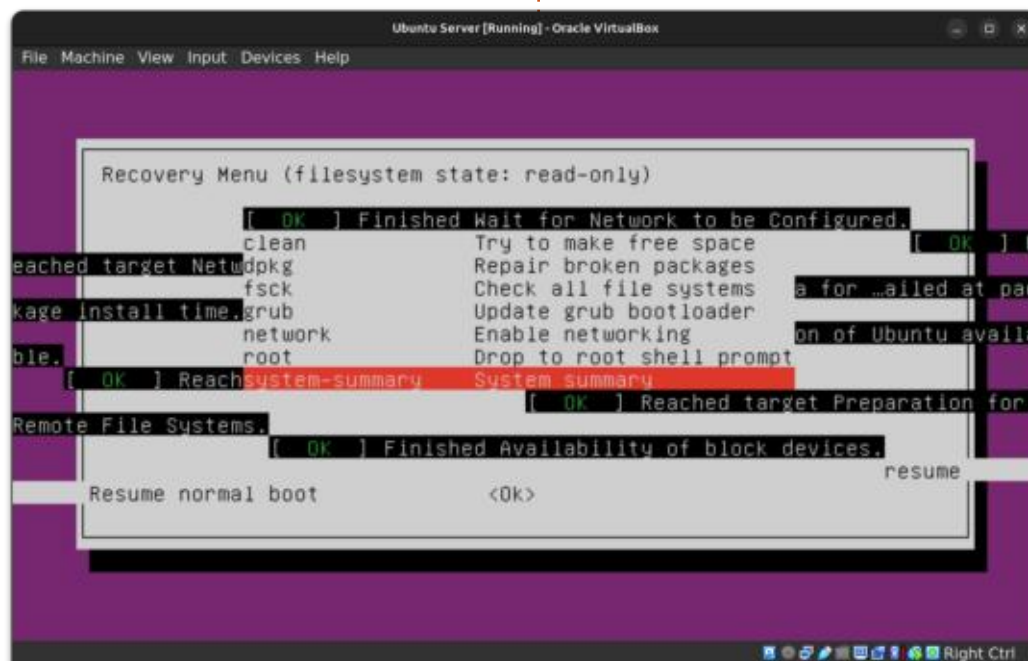 Ubuntu Server [Running] - Oracle VirtualBox
File Machine View Input Devices Help
Recovery Menu (filesystem state: read-only)
[ OK ] Finished Wait for Network to be Configured.
clean Try to make free space [ OK ]
eached target Netwdpkg Repair broken packages
fsck Check all file systems a for …ailed at pac
kage install time.grub Update grub bootloader
network Enable networking on of Ubuntu availa
ble. root Drop to root shell prompt
[ OK ] Reachsystem-summary System summary
[ OK ] Reached target Preparation for
Remote File Systems.
[ OK ] Finished Availability of block devices.
resume
Resume normal boot <Ok>
Right Ctrl